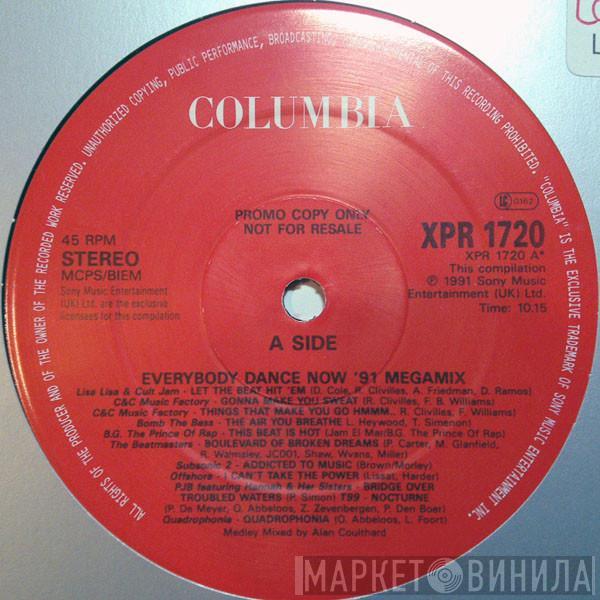 COLUMBIA
ALL RIGHTS OF THE PRODUCER AND OF THE OWNER OF THE RECORDED WORK RESERVED. UNAUTHORIZED COPYING, PUBLIC PERFORMANCE, BROADCASTING OF THIS RECORDING PROHIBITED. "COLUMBIA" IS THE EXCLUSIVE TRADEMARK OF SONY MUSIC ENTERTAINMENT INC.
PROMO COPY ONLY
NOT FOR RESALE
LC 0162
45 RPM
STEREO
MCPS/BIEM
Sony Music Entertainment
(UK) Ltd. are the exclusive
licensees for this compilation
XPR 1720
XPR 1720 A*
This compilation
℗ 1991 Sony Music
Entertainment (UK) Ltd.
Time: 10.15
A SIDE
EVERYBODY DANCE NOW '91 MEGAMIX
Lisa Lisa & Cult Jam - LET THE BEAT HIT 'EM (D. Cole, R. Clivilles, A. Friedman, D. Ramos)
C&C Music Factory - GONNA MAKE YOU SWEAT (R. Clivilles, F. B. Williams)
C&C Music Factory - THINGS THAT MAKE YOU GO HMMM.. R. Clivilles, F. Williams)
Bomb The Bass - THE AIR YOU BREATHE L. Heywood, T. Simenon)
B.G. The Prince Of Rap - THIS BEAT IS HOT (Jam El Mar/B.G. The Prince Of Rap)
The Beatmasters - BOULEVARD OF BROKEN DREAMS (P. Carter, M. Glanfield,
R. Walmsley, JC001, Shaw, Wvans, Miller)
Subsonic 2 - ADDICTED TO MUSIC (Brown/Morley)
Offshore - I CAN'T TAKE THE POWER (Lissat, Harder)
PJB featuring Hannah & Her Sisters - BRIDGE OVER
TROUBLED WATERS (P. Simon) T99 - NOCTURNE
(P. De Meyer, O. Abbeloos, Z. Zevenbergen, P. Den Boer)
Quadrophonia - QUADROPHONIA (O. Abbeloos, L. Foort)
Medley Mixed by Alan Coulthard
МАРКЕТ ВИНИЛА